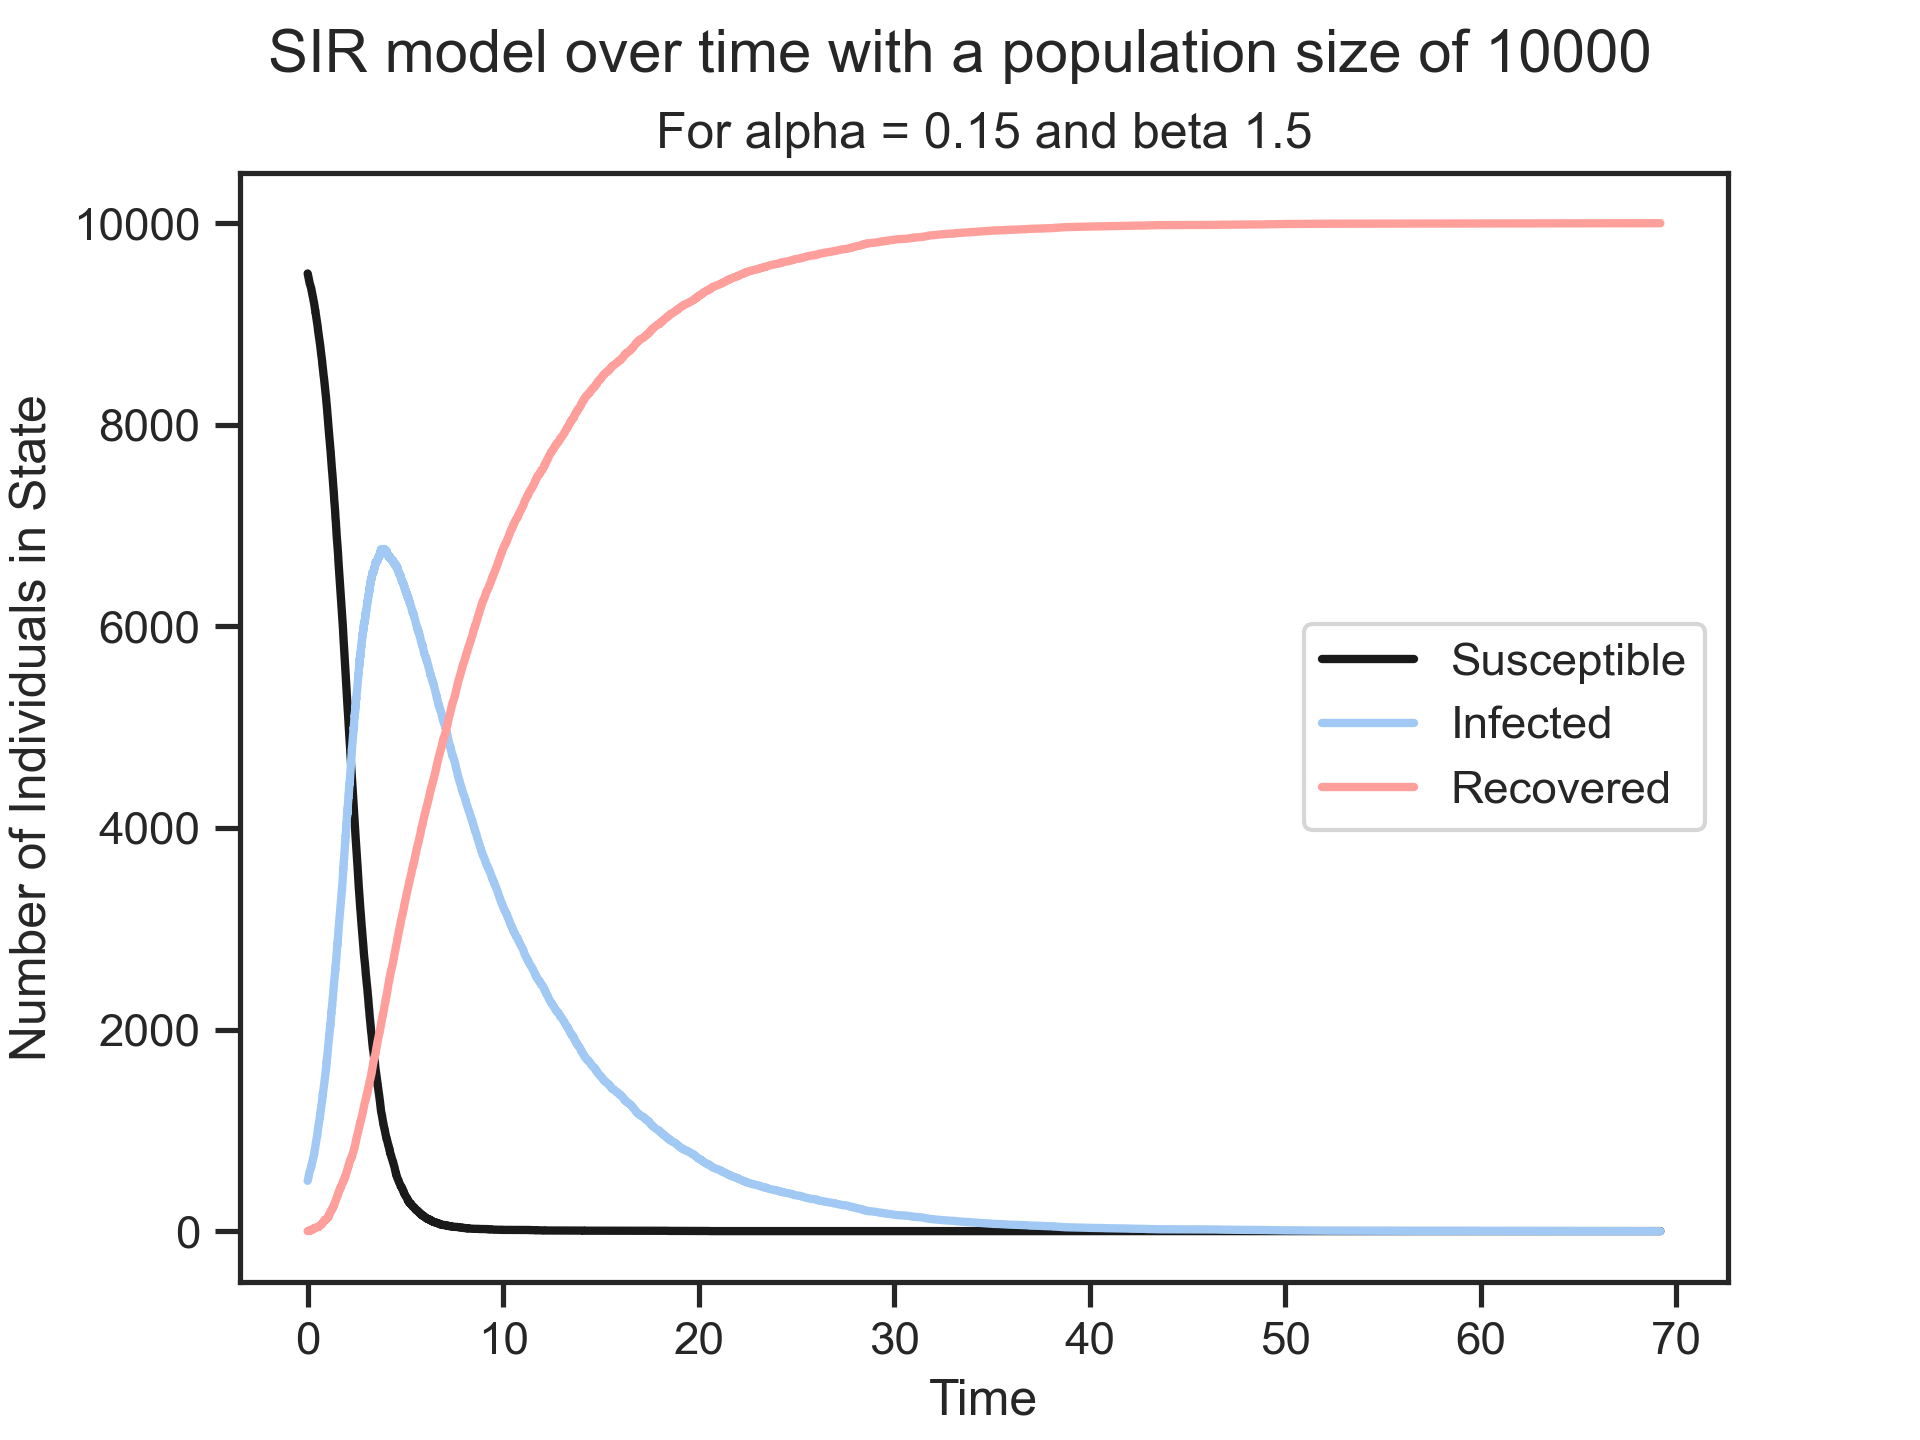 SIR model over time with a population size of 10000
For alpha = 0.15 and beta 1.5
Number of Individuals in State
10000
8000
6000
4000
2000
0
Susceptible
Infected
Recovered
0 10 20 30 40 50 60 70
Time